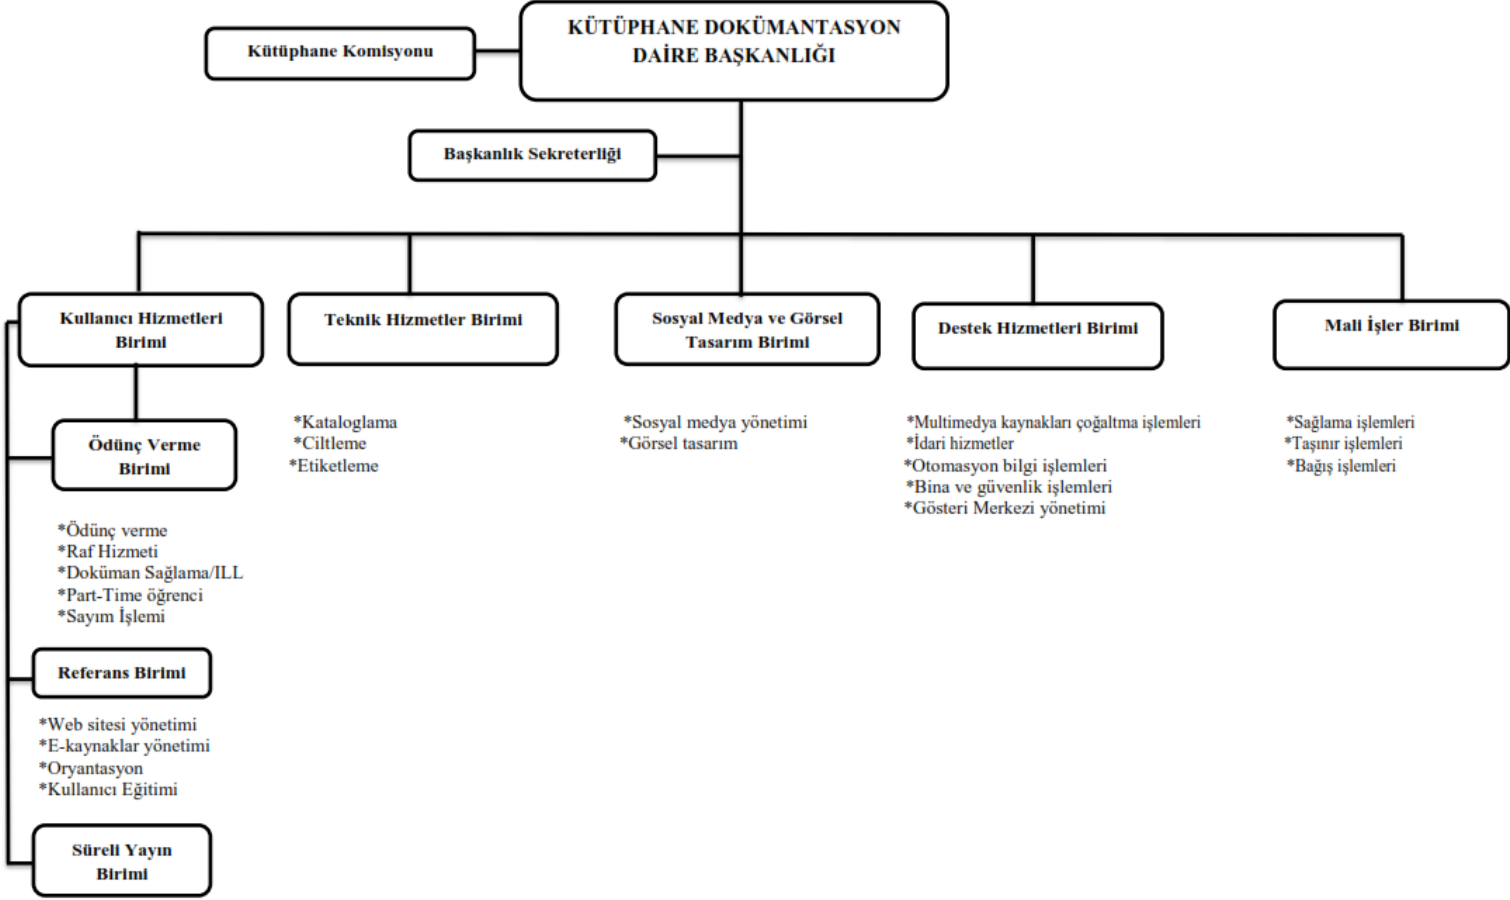 KÜTÜPHANE DOKÜMANTASYON
DAİRE BAŞKANLIĞI
Kütüphane Komisyonu
Başkanlık Sekreterliği
Kullanıcı Hizmetleri
Birimi
Teknik Hizmetler Birimi
Sosyal Medya ve Görsel
Tasarım Birimi
Destek Hizmetleri Birimi
Mali İşler Birimi
Ödünç Verme
Birimi
*Ödünç verme
*Raf Hizmeti
*Doküman Sağlama/ILL
*Part-Time öğrenci
*Sayım İşlemi
Referans Birimi
*Web sitesi yönetimi
*E-kaynaklar yönetimi
*Oryantasyon
*Kullanıcı Eğitimi
Süreli Yayın
Birimi
*Kataloglama
*Ciltleme
*Etiketleme
*Sosyal medya yönetimi
*Görsel tasarım
*Multimedya kaynakları çoğaltma işlemleri
*İdari hizmetler
*Otomasyon bilgi işlemleri
*Bina ve güvenlik işlemleri
*Gösteri Merkezi yönetimi
*Sağlama işlemleri
*Taşınır işlemleri
*Bağış işlemleri